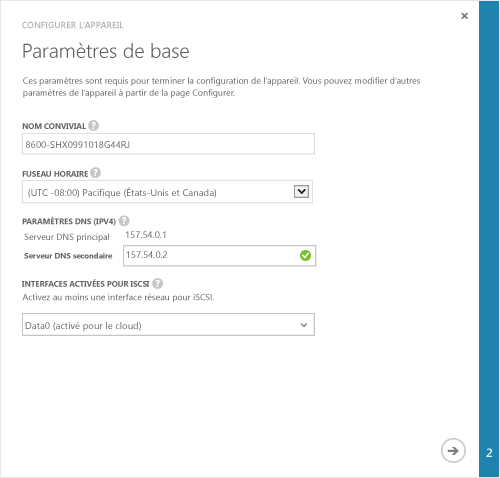 CONFIGURER L'APPAREIL
Paramètres de base
Ces paramètres sont requis pour terminer la configuration de l'appareil. Vous pouvez modifier d'autres
paramètres de l'appareil à partir de la page Configurer.
NOM CONVIVIAL ?
8600-SHX0991018G44RJ
FUSEAU HORAIRE ?
(UTC -08:00) Pacifique (États-Unis et Canada)
PARAMÈTRES DNS (IPV4) ?
Serveur DNS principal 157.54.0.1
Serveur DNS secondaire 157.54.0.2
INTERFACES ACTIVÉES POUR ISCSI ?
Activez au moins une interface réseau pour iSCSI.
Data0 (activé pour le cloud)
2